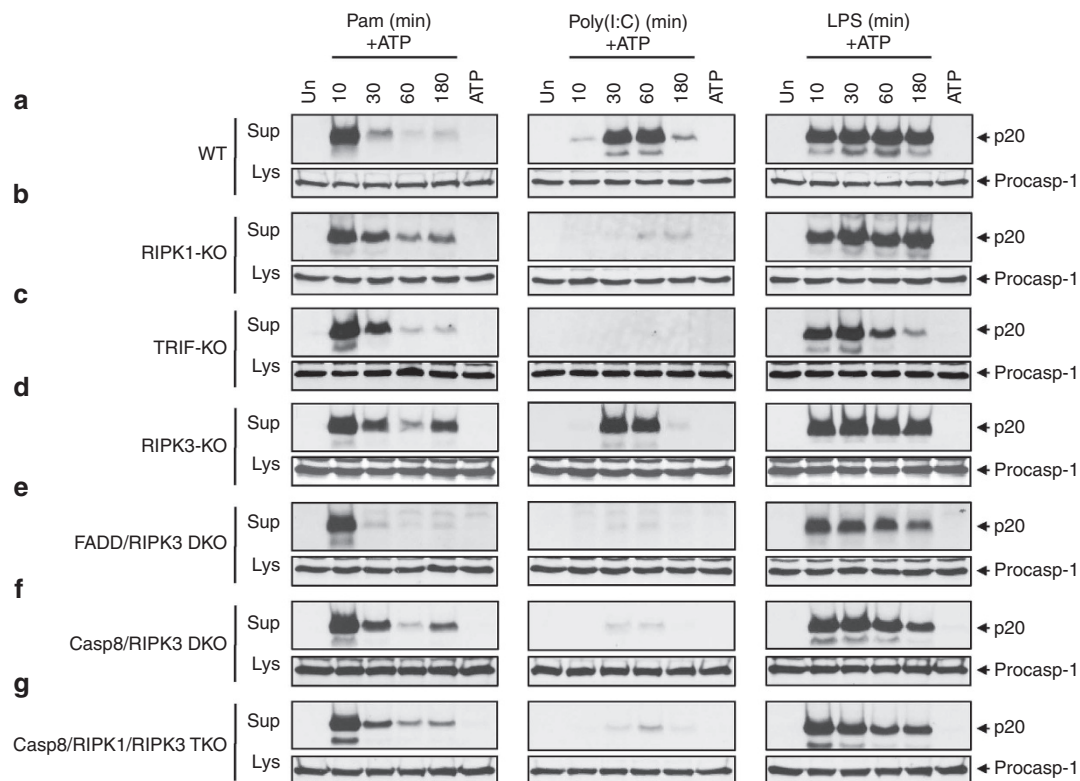 Pam (min)
+ATP
Poly(I:C) (min)
+ATP
LPS (min)
+ATP
Un 10 30 60 180 ATP
Un 10 30 60 180 ATP
Un 10 30 60 180 ATP
a
WT
Sup
Lys
p20
Procasp-1
b
RIPK1-KO
Sup
Lys
p20
Procasp-1
c
TRIF-KO
Sup
Lys
p20
Procasp-1
d
RIPK3-KO
Sup
Lys
p20
Procasp-1
e
FADD/RIPK3 DKO
Sup
Lys
p20
Procasp-1
f
Casp8/RIPK3 DKO
Sup
Lys
p20
Procasp-1
g
Casp8/RIPK1/RIPK3 TKO
Sup
Lys
p20
Procasp-1